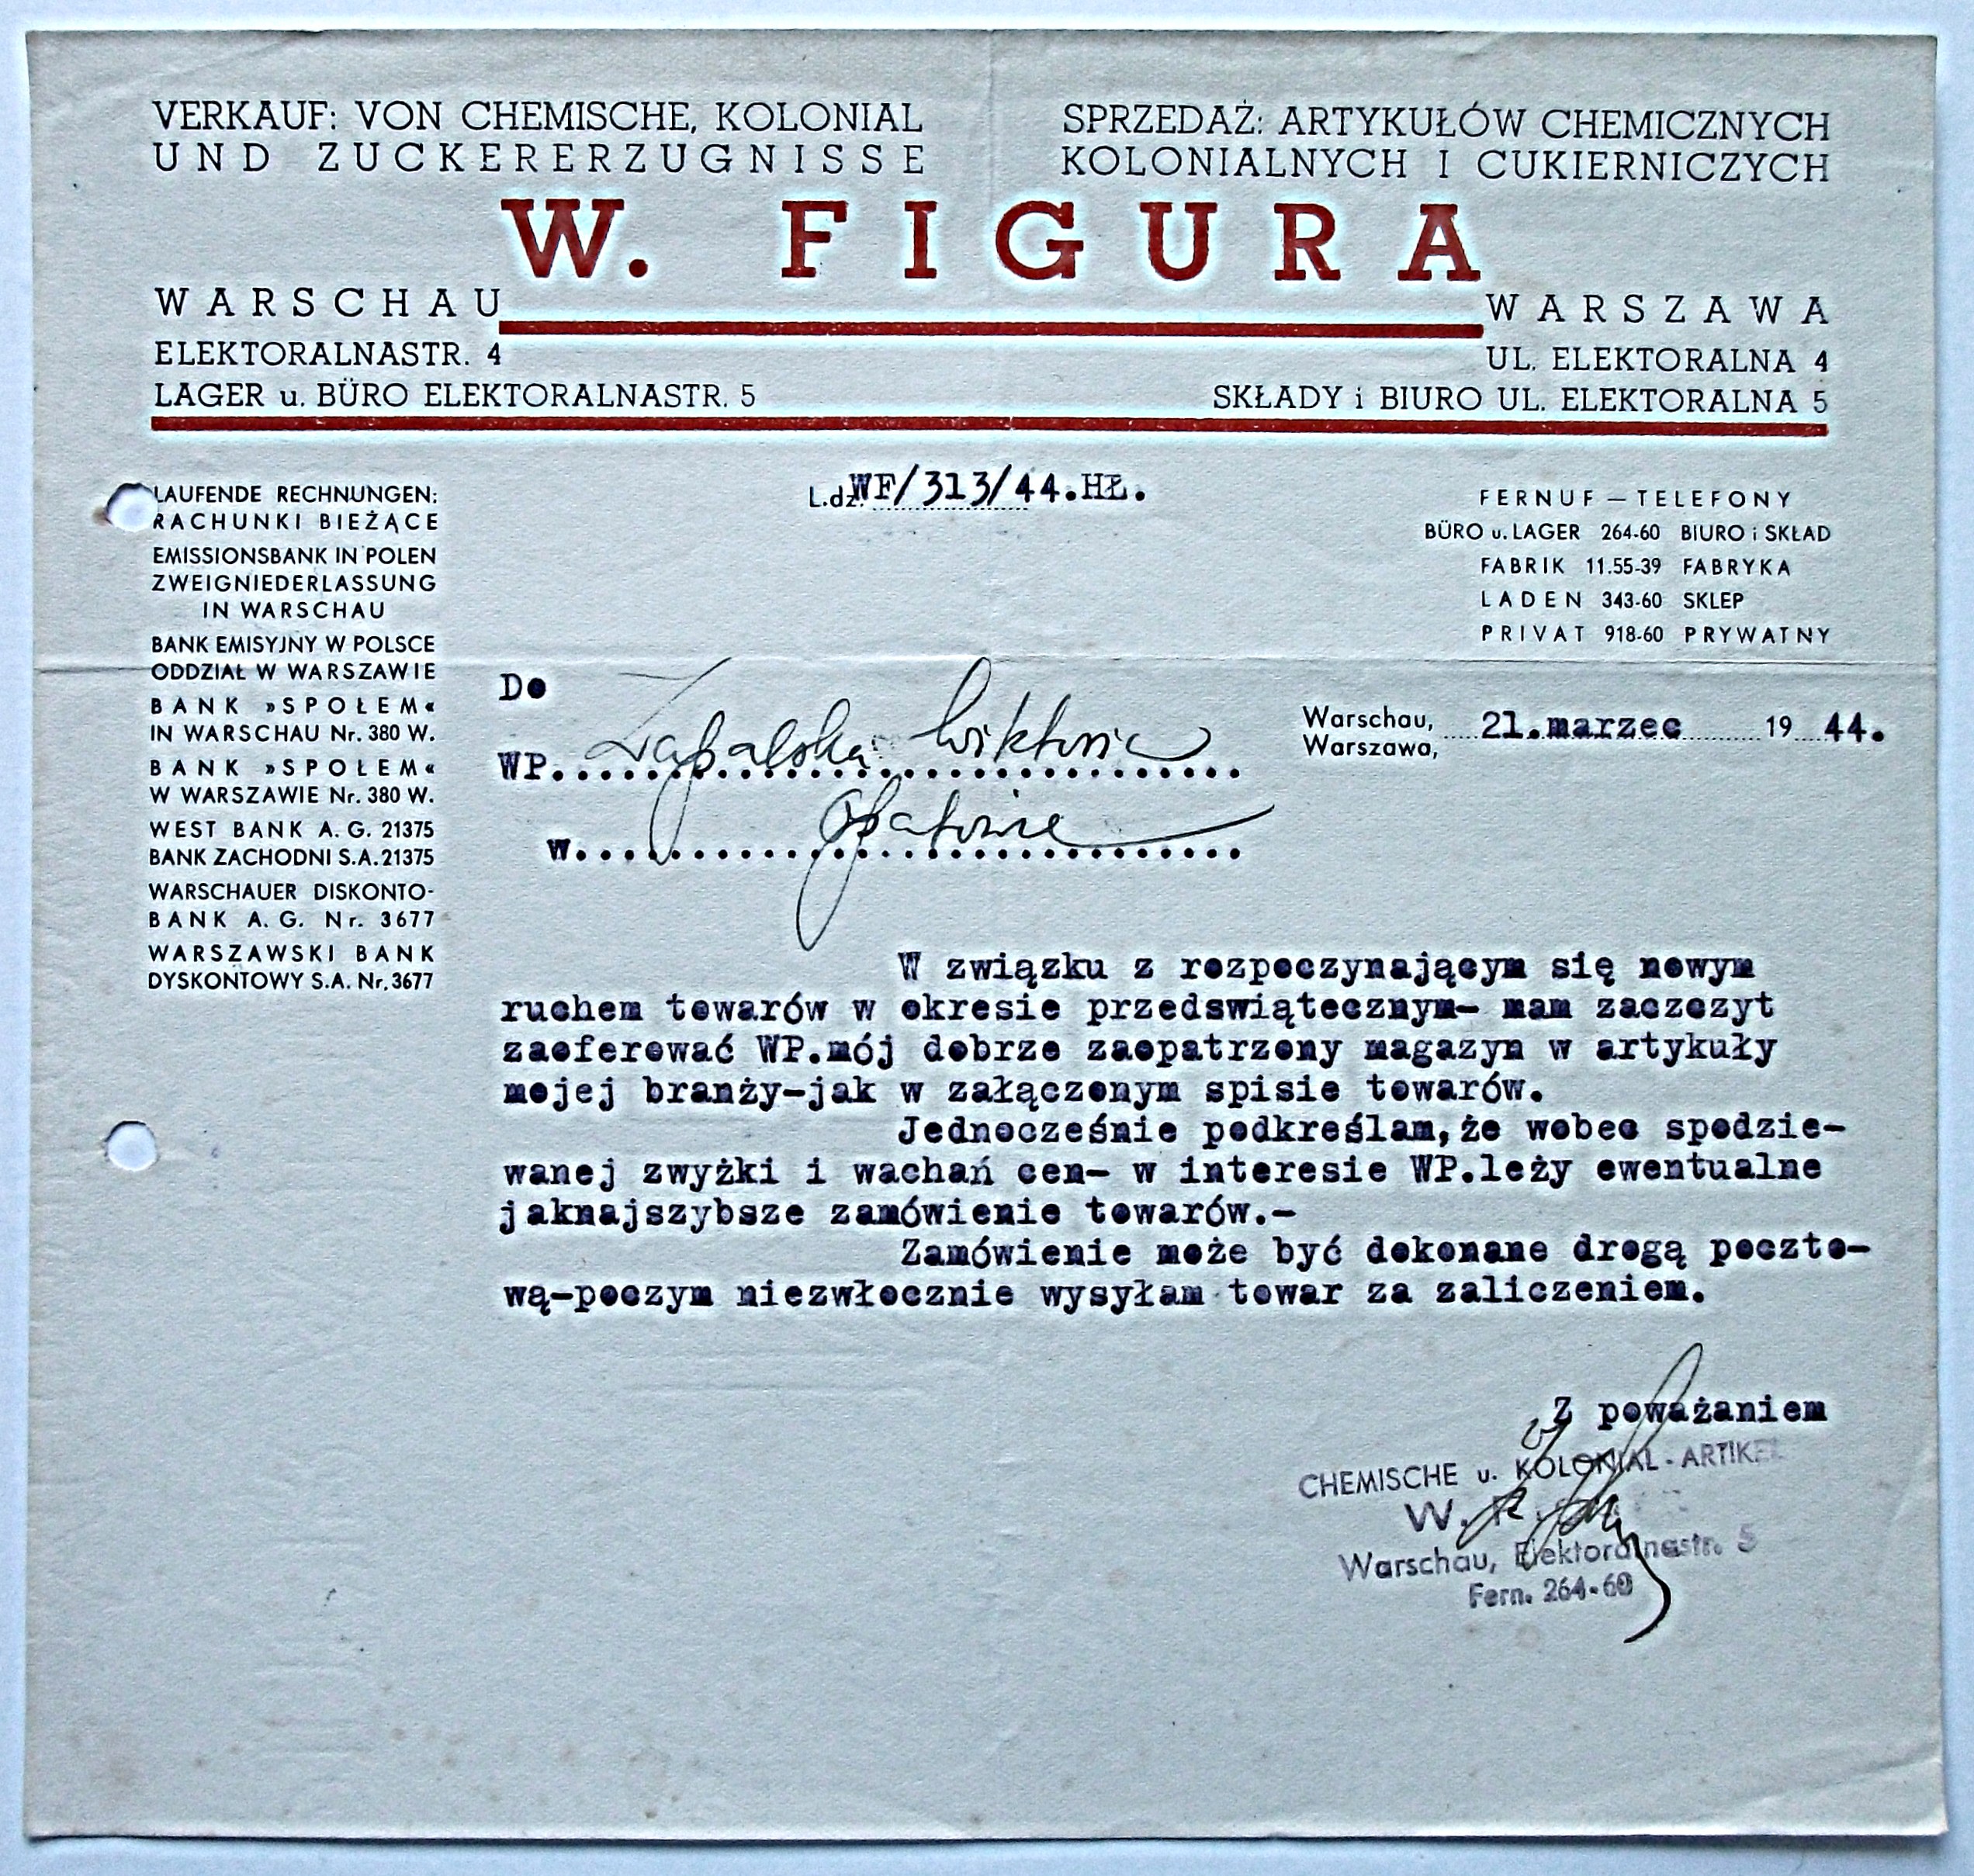 VERKAUF: VON CHEMISCHE, KOLONIAL
UND ZUCKERERZUGNISSE
SPRZEDAŻ: ARTYKUŁÓW CHEMICZNYCH
KOLONIALNYCH I CUKIERNICZYCH
W. FIGURA
WARSCHAU
ELEKTORALNASTR. 4
LAGER u. BÜRO ELEKTORALNASTR. 5
WARSZAWA
UL. ELEKTORALNA 4
SKŁADY i BIURO UL. ELEKTORALNA 5
LAUFENDE RECHNUNGEN:
RACHUNKI BIEŻĄCE
EMISSIONSBANK IN POLEN
ZWEIGNIEDERLASSUNG
IN WARSCHAU
BANK EMISYJNY W POLSCE
ODDZIAŁ W WARSZAWIE
BANK »SPOŁEM«
IN WARSCHAU Nr. 380 W.
BANK »SPOŁEM«
W WARSZAWIE Nr. 380 W.
WEST BANK A. G. 21375
BANK ZACHODNI S.A. 21375
WARSCHAUER DISKONTO-
BANK A. G. Nr. 3677
WARSZAWSKI BANK
DYSKONTOWY S.A. Nr. 3677
L.dz. WF/313/44.HŁ.
FERNUF — TELEFONY
BÜRO u. LAGER 264-60 BIURO i SKŁAD
FABRIK 11.55-39 FABRYKA
LADEN 343-60 SKLEP
PRIVAT 918-60 PRYWATNY
Warschau,
Warszawa, 21.marzec 19 44.
Do
WP. Zapalska Wiktoria
w. Opatowie
W związku z rozpoczynającym się nowym
ruchem towarów w okresie przedswiątecznym- mam zaczczyt
zaoferować WP.mój dobrze zaopatrzony magazyn w artykuły
mojej branży-jak w załączonym spisie towarów.
Jednocześnie podkreślam,że wobec spodzie-
wanej zwyżki i wachań cen- w interesie WP.leży ewentualne
jaknajszybsze zamówienie towarów.-
Zamówienie może być dokonane drogą poczto-
wą-poczym niezwłocznie wysyłam towar za zaliczeniem.
Z poważaniem
CHEMISCHE u. KOLONIAL-ARTIKEL
W.
Warschau, Elektoralnastr. 5
Fern. 264-60